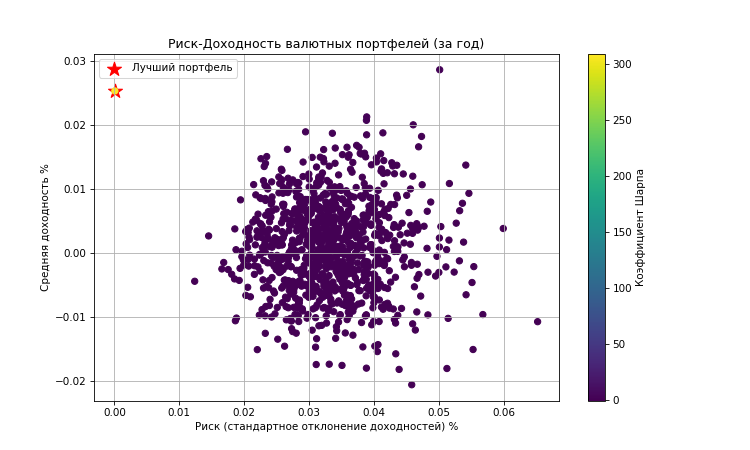 Риск-Доходность валютных портфелей (за год)
Лучший портфель
0.03
0.02
0.01
0.00
−0.01
−0.02
Средняя доходность %
0.00 0.01 0.02 0.03 0.04 0.05 0.06
Риск (стандартное отклонение доходностей) %
300
250
200
150
100
50
0
Коэффициент Шарпа